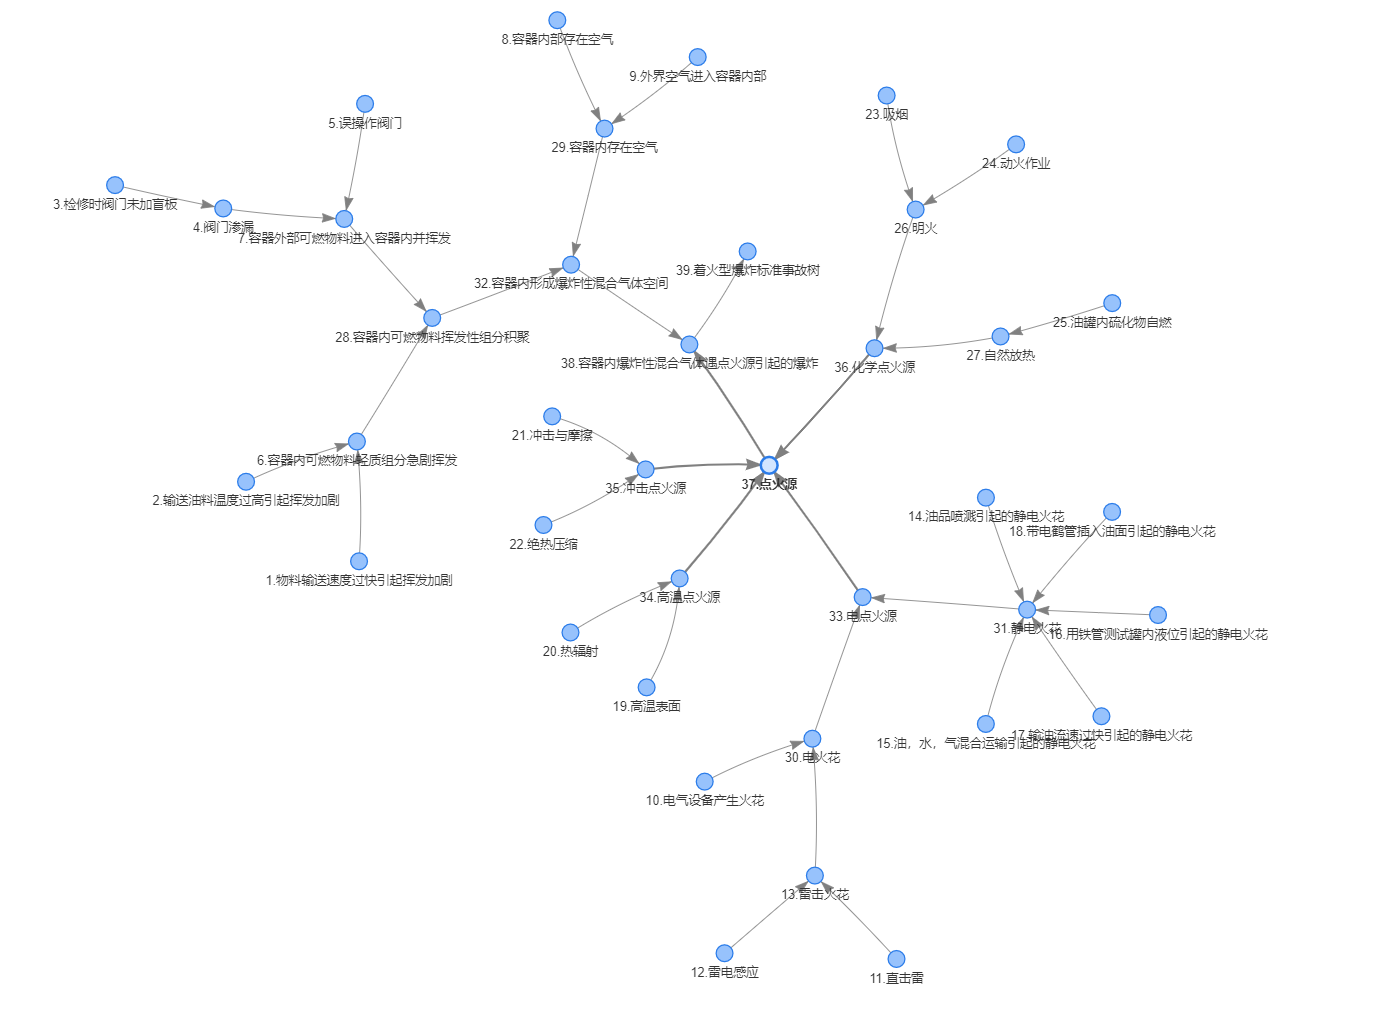 8.容器内部存在空气
9.外界空气进入容器内部
5.误操作阀门
23.吸烟
29.容器内存在空气
24.动火作业
3.检修时阀门未加盲板
4.阀门渗漏
26.明火
7.容器外部可燃物料进入容器内并挥发
39.着火型爆炸标准事故树
32.容器内形成爆炸性混合气体空间
25.油罐内硫化物自燃
28.容器内可燃物料挥发性组分积聚
27.自然放热
38.容器内爆炸性混合气体遇点火源引起的爆炸
36.化学点火源
21.冲击与摩擦
6.容器内可燃物料轻质组分急剧挥发
37.点火源
35.冲击点火源
2.输送油料温度过高引起挥发加剧
14.油品喷溅引起的静电火花
18.带电鹤管插入油面引起的静电火花
22.绝热压缩
1.物料输送速度过快引起挥发加剧
34.高温点火源
33.电点火源
31.静电火花
16.用铁管测试罐内液位引起的静电火花
20.热辐射
19.高温表面
17.输油流速过快引起的静电火花
15.油，水，气混合运输引起的静电火花
30.电火花
10.电气设备产生火花
13.雷击火花
12.雷电感应
11.直击雷